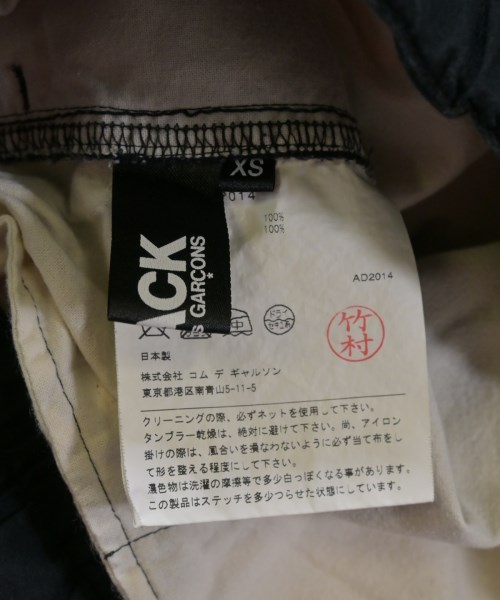 XS
2014
100%
100%
ACK
S GARCONS
AD2014
竹村
日本製
株式会社 コム デ ギャルソン
東京都港区南青山5-11-5
クリーニングの際、必ずネットを使用して下さい。
タンブラー乾燥は、絶対に避けて下さい。尚、アイロン
掛けの際は、風合いを損なわないように必ず当て布をし
て形を整える程度にして下さい。
濃色物は洗濯の摩擦等で多少白っぽくなる事があります。
この製品はステッチを多少つらせた状態にしています。